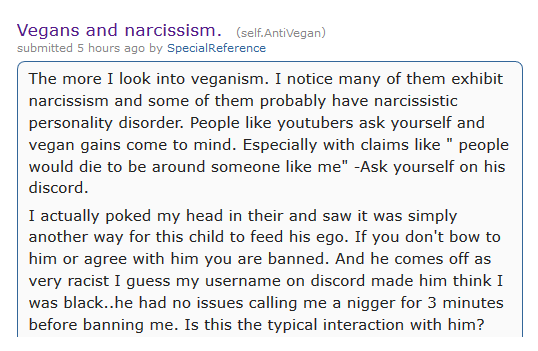 Vegans and narcissism. (self.AntiVegan)
submitted 5 hours ago by SpecialReference
The more I look into veganism. I notice many of them exhibit
narcissism and some of them probably have narcissistic
personality disorder. People like youtubers ask yourself and
vegan gains come to mind. Especially with claims like " people
would die to be around someone like me" -Ask yourself on his
discord.
I actually poked my head in their and saw it was simply
another way for this child to feed his ego. If you don't bow to
him or agree with him you are banned. And he comes off as
very racist I guess my username on discord made him think I
was black..he had no issues calling me a nigger for 3 minutes
before banning me. Is this the typical interaction with him?